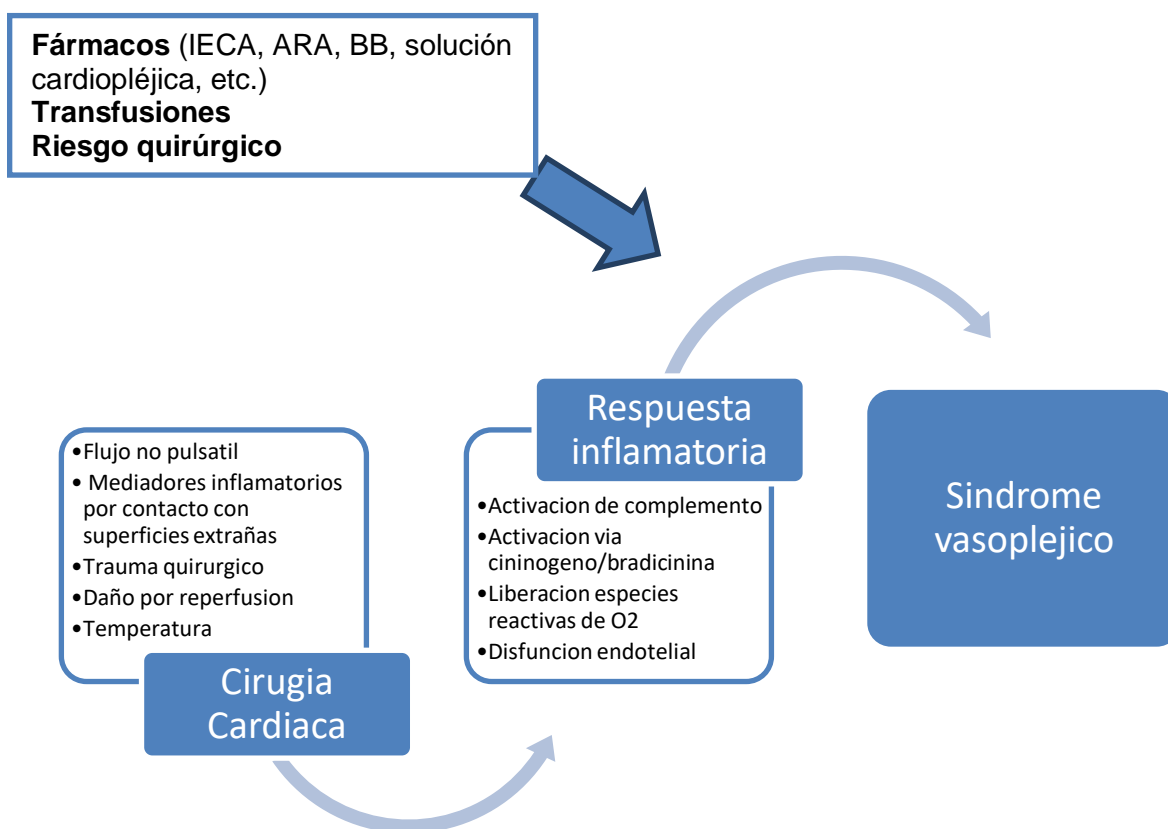 Fármacos (IECA, ARA, BB, solución
cardiopléjica, etc.)
Transfusiones
Riesgo quirúrgico
•Flujo no pulsatil
• Mediadores inflamatorios
por contacto con
superficies extrañas
•Trauma quirurgico
•Daño por reperfusion
•Temperatura
Cirugia
Cardiaca
Respuesta
inflamatoria
•Activacion de complemento
•Activacion via
cininogeno/bradicinina
•Liberacion especies
reactivas de O2
•Disfuncion endotelial
Sindrome
vasoplejico